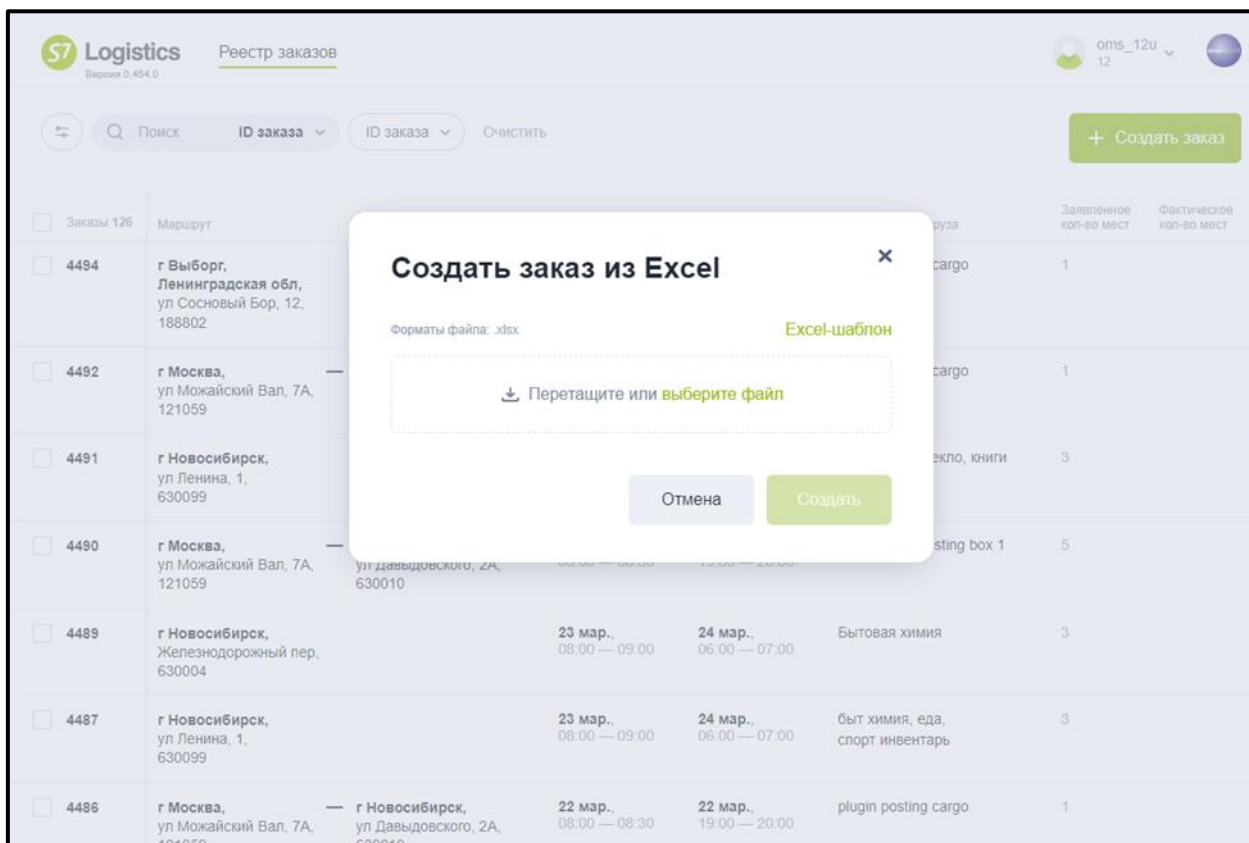 S7 Logistics
Версия 0.454.0
Реестр заказов
oms_12u
12
Поиск
ID заказа
ID заказа
Очистить
+ Создать заказ
Заказы 126
Маршрут
руза
Заявленное
кол-во мест
Фактическое
кол-во мест
Создать заказ из Excel
Форматы файла: .xlsx
Excel-шаблон
Перетащите или выберите файл
Отмена
Создать
4494
г Выборг,
Ленинградская обл,
ул Сосновый Бор, 12,
188802
cargo
1
4492
г Москва, —
ул Можайский Вал, 7А,
121059
cargo
1
4491
г Новосибирск,
ул Ленина, 1,
630099
екло, книги
3
4490
г Москва, —
ул Можайский Вал, 7А,
121059
ул Давыдовского, 2А,
630010
sting box 1
5
4489
г Новосибирск,
Железнодорожный пер,
630004
23 мар.,
08:00 — 09:00
24 мар.,
06:00 — 07:00
Бытовая химия
3
4487
г Новосибирск,
ул Ленина, 1,
630099
23 мар.,
08:00 — 09:00
24 мар.,
06:00 — 07:00
быт химия, еда,
спорт инвентарь
3
4486
г Москва, —
ул Можайский Вал, 7А,
г Новосибирск,
ул Давыдовского, 2А,
22 мар.,
08:00 — 08:30
22 мар.,
19:00 — 20:00
plugin posting cargo
1